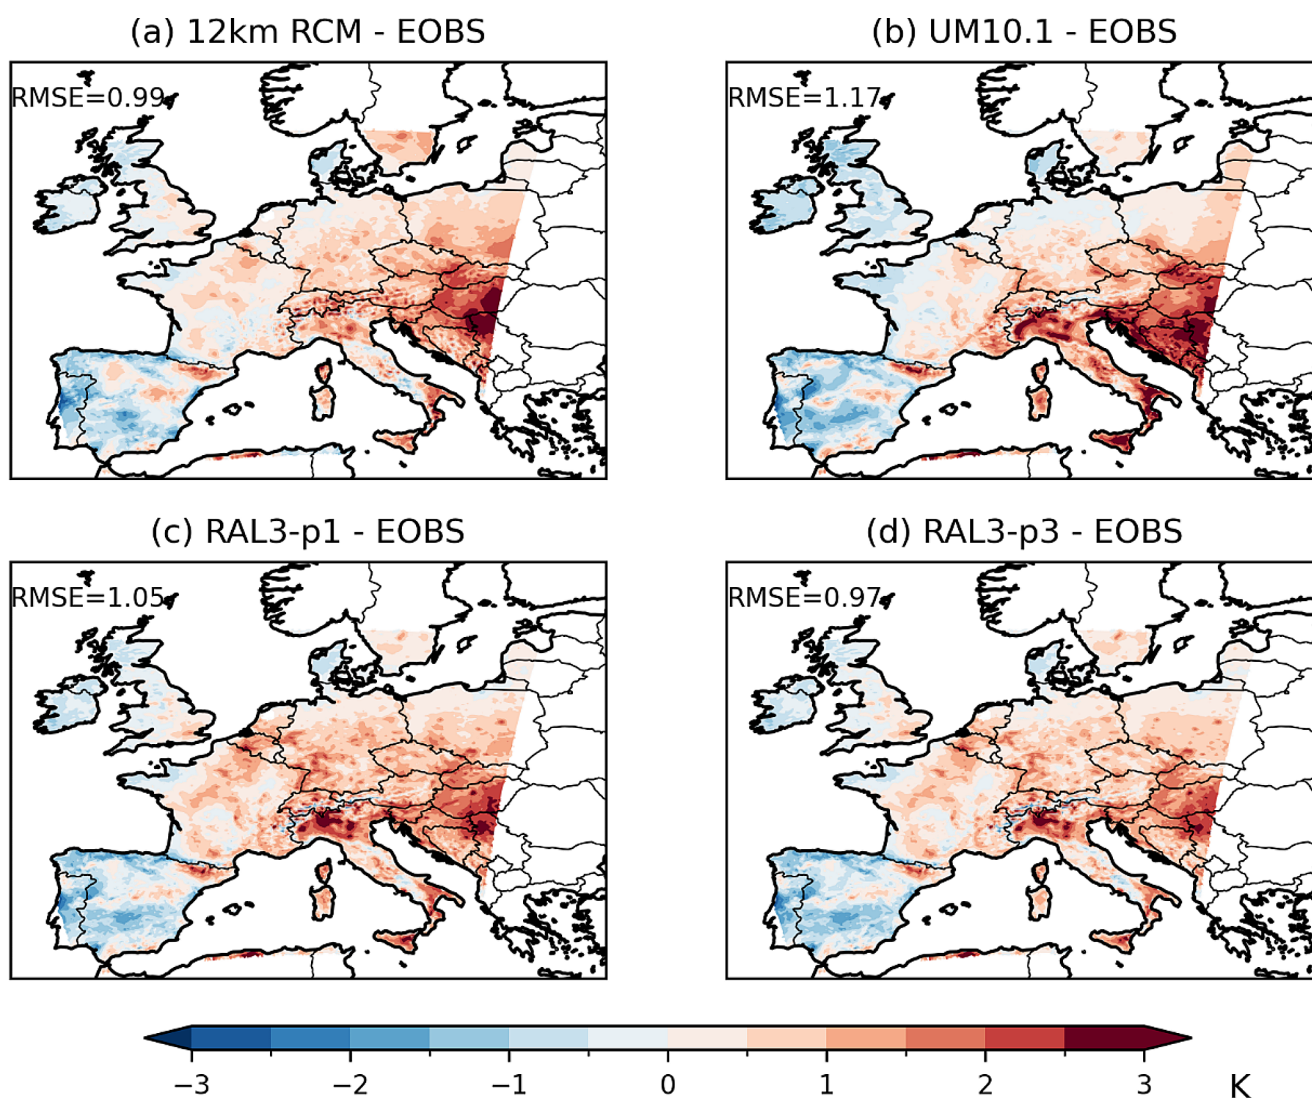 (a) 12km RCM - EOBS
(b) UM10.1 - EOBS
RMSE=0.99
RMSE=1.17
(c) RAL3-p1 - EOBS
(d) RAL3-p3 - EOBS
RMSE=1.05
RMSE=0.97
−3 −2 −1 0 1 2 3 K